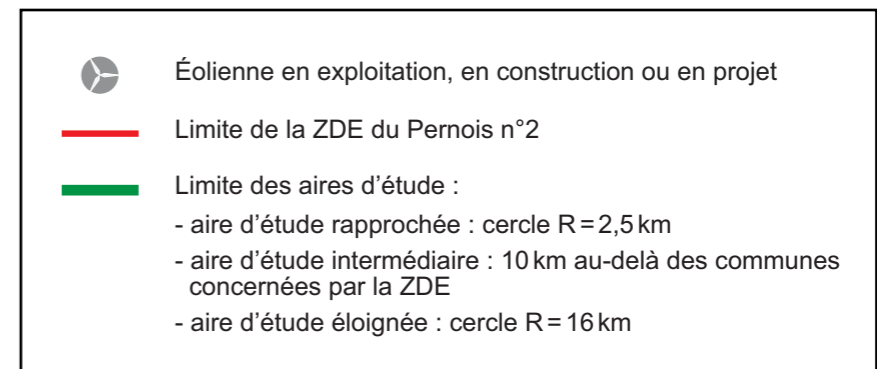 Éolienne en exploitation, en construction ou en projet
Limite de la ZDE du Pernois n°2
Limite des aires d'étude :
- aire d'étude rapprochée : cercle R = 2,5 km
- aire d'étude intermédiaire : 10 km au-delà des communes
concernées par la ZDE
- aire d'étude éloignée : cercle R = 16 km